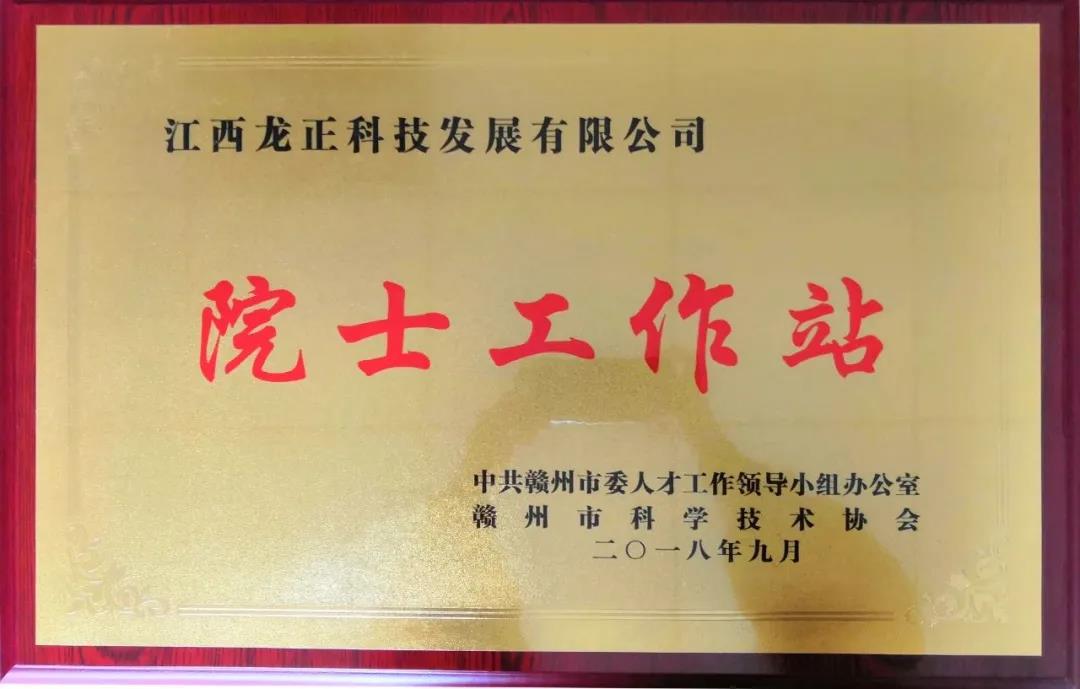 江西龙正科技发展有限公司
院士工作站
中共赣州市委人才工作领导小组办公室
赣州市科学技术协会
二〇一八年九月